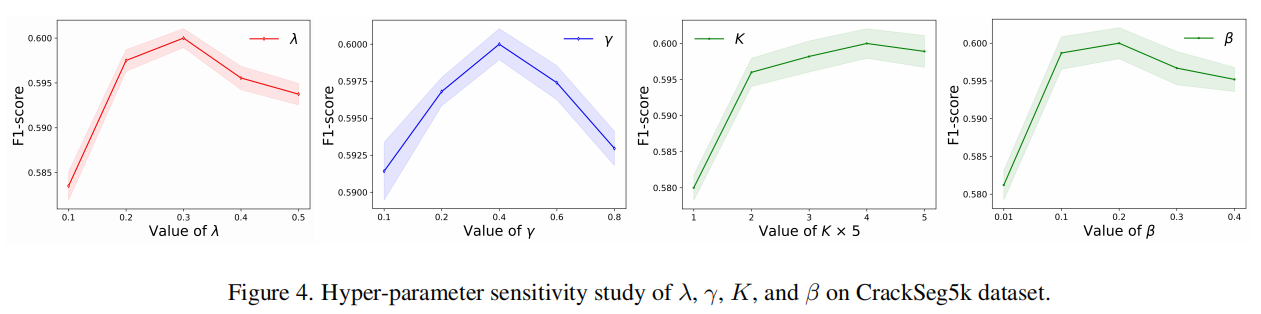 0.600
0.595
0.590
0.585
F1-score
λ
0.1 0.2 0.3 0.4 0.5
Value of λ
0.6000
0.5975
0.5950
0.5925
0.5900
F1-score
γ
0.1 0.2 0.4 0.6 0.8
Value of γ
0.600
0.595
0.590
0.585
0.580
F1-score
K
1 2 3 4 5
Value of K × 5
0.600
0.595
0.590
0.585
0.580
F1-score
β
0.01 0.1 0.2 0.3 0.4
Value of β
Figure 4. Hyper-parameter sensitivity study of λ, γ, K, and β on CrackSeg5k dataset.